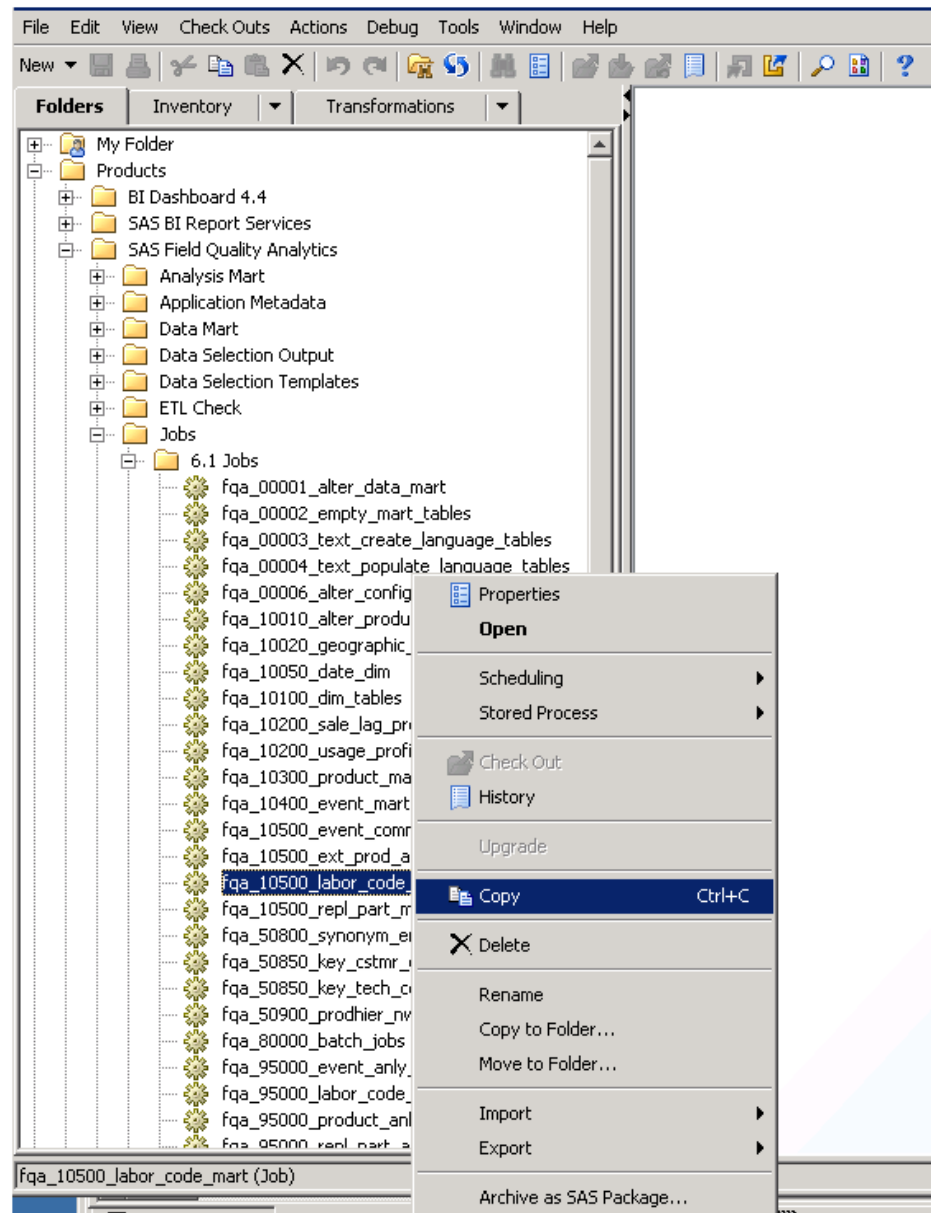 File Edit View Check Outs Actions Debug Tools Window Help
New
Folders Inventory Transformations
My Folder
Products
BI Dashboard 4.4
SAS BI Report Services
SAS Field Quality Analytics
Analysis Mart
Application Metadata
Data Mart
Data Selection Output
Data Selection Templates
ETL Check
Jobs
6.1 Jobs
fqa_00001_alter_data_mart
fqa_00002_empty_mart_tables
fqa_00003_text_create_language_tables
fqa_00004_text_populate_language_tables
fqa_00006_alter_config
fqa_10010_alter_produ
fqa_10020_geographic_
fqa_10050_date_dim
fqa_10100_dim_tables
fqa_10200_sale_lag_pr
fqa_10200_usage_profi
fqa_10300_product_ma
fqa_10400_event_mart
fqa_10500_event_comm
fqa_10500_ext_prod_a
fqa_10500_labor_code_
fqa_10500_repl_part_m
fqa_50800_synonym_e
fqa_50850_key_cstmr_
fqa_50850_key_tech_c
fqa_50900_prodhier_nv
fqa_80000_batch_jobs
fqa_95000_event_anly_
fqa_95000_labor_code_
fqa_95000_product_anl
fqa_95000_repl_part_a
Properties
Open
Scheduling
Stored Process
Check Out
History
Upgrade
Copy Ctrl+C
Delete
Rename
Copy to Folder...
Move to Folder...
Import
Export
Archive as SAS Package...
fqa_10500_labor_code_mart (Job)